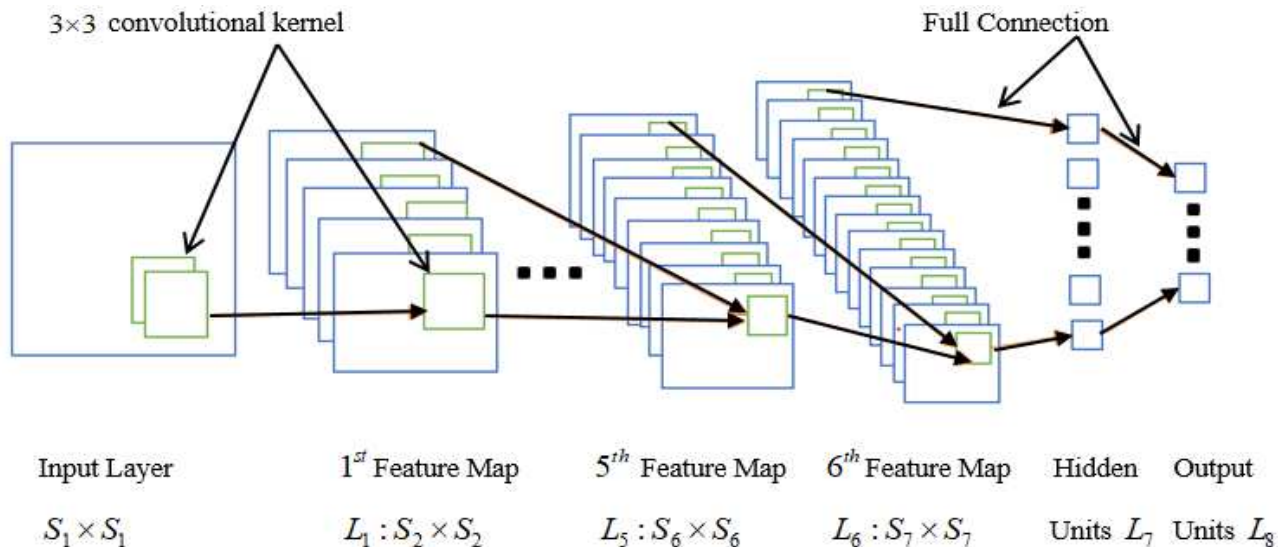 3×3 convolutional kernel
Full Connection
Input Layer
1st Feature Map
5th Feature Map
6th Feature Map
Hidden
Output
S1 × S1
L1 : S2 × S2
L5 : S6 × S6
L6 : S7 × S7
Units L7
Units L8